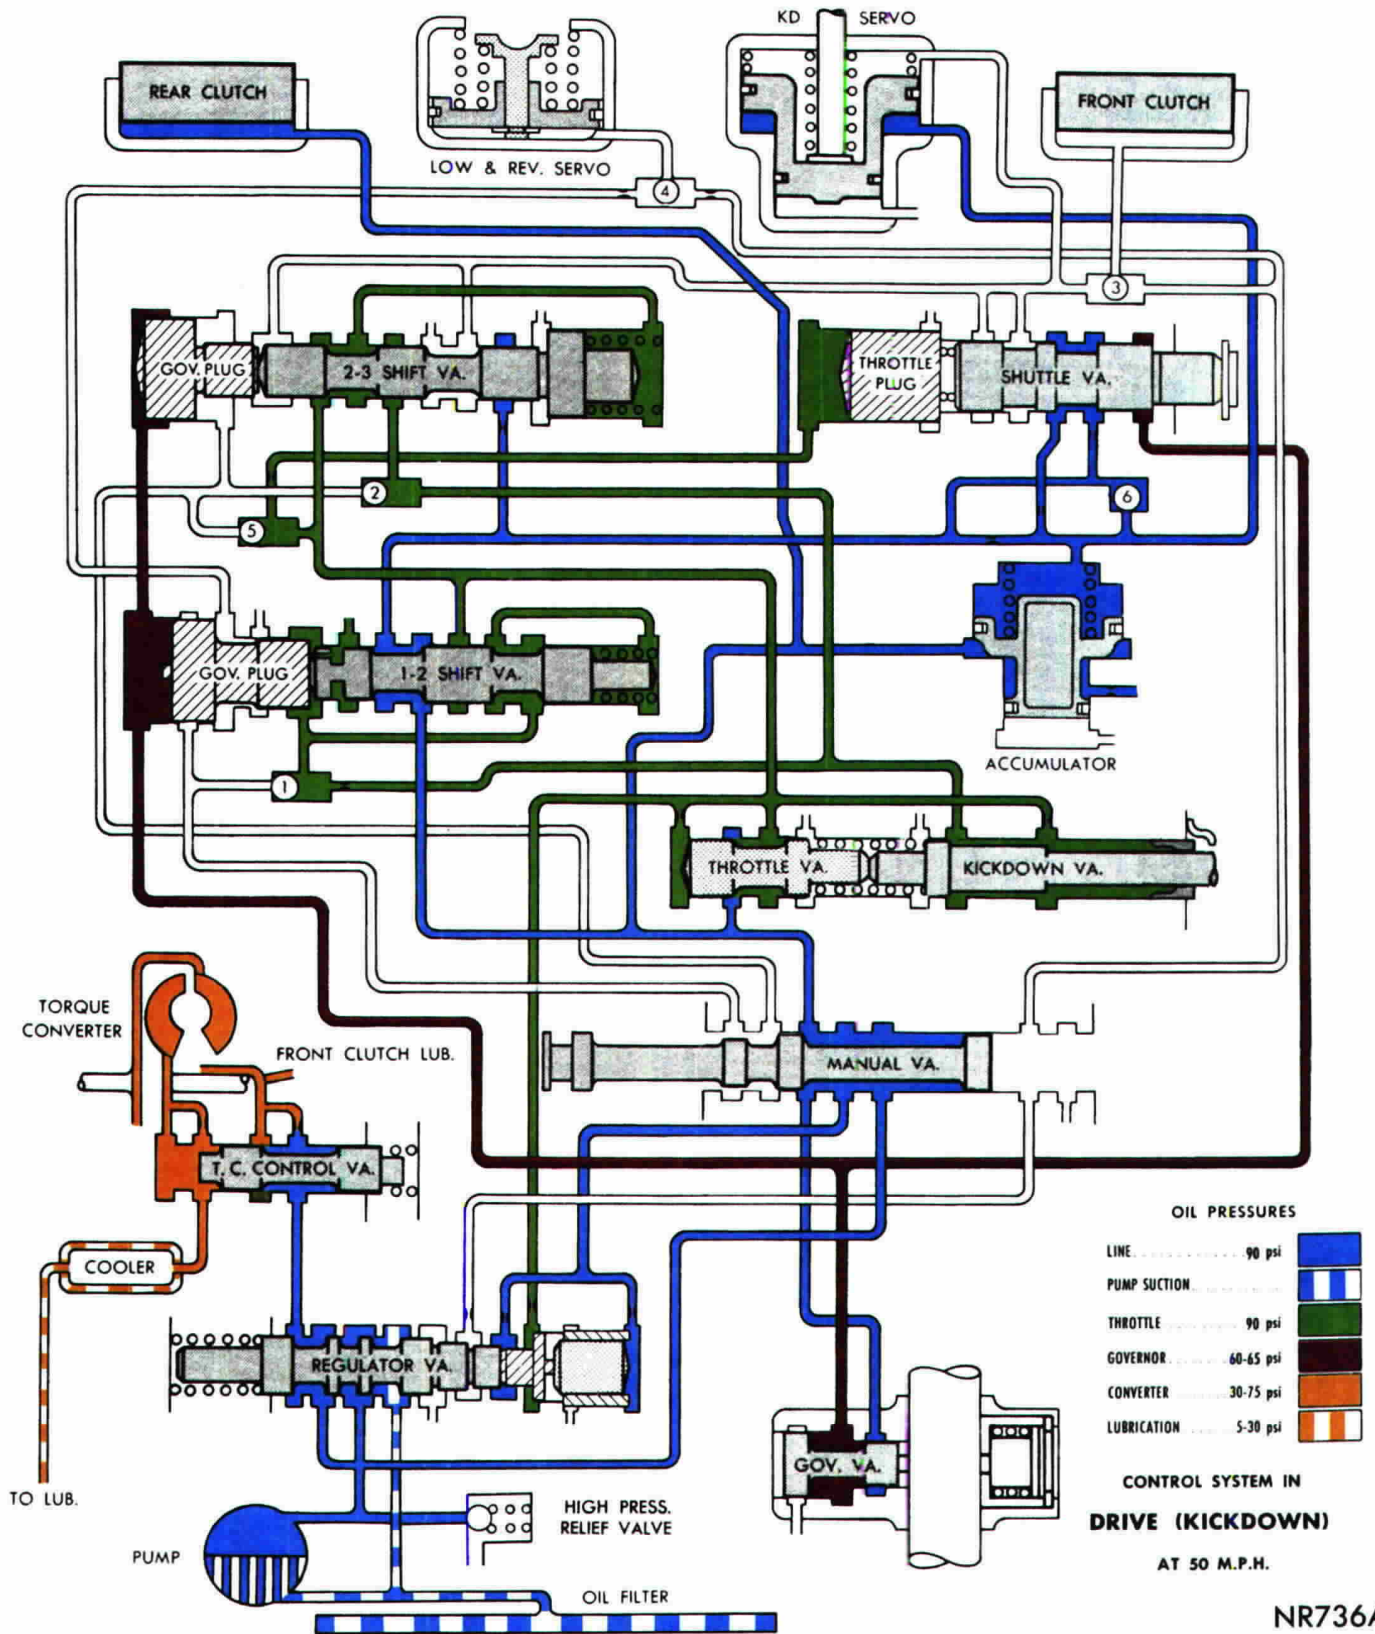 KD SERVO
REAR CLUTCH
LOW & REV. SERVO
FRONT CLUTCH
4
3
GOV. PLUG
2-3 SHIFT VA.
THROTTLE
PLUG
SHUTTLE VA.
2
5
6
GOV. PLUG
1-2 SHIFT VA.
ACCUMULATOR
1
THROTTLE VA.
KICKDOWN VA.
TORQUE
CONVERTER
FRONT CLUTCH LUB.
MANUAL VA.
T. C. CONTROL VA.
COOLER
REGULATOR VA.
TO LUB.
PUMP
HIGH PRESS.
RELIEF VALVE
OIL FILTER
GOV. VA.
OIL PRESSURES
LINE.............90 psi
PUMP SUCTION.............
THROTTLE.........90 psi
GOVERNOR.......60-65 psi
CONVERTER......30-75 psi
LUBRICATION......5-30 psi
CONTROL SYSTEM IN
DRIVE (KICKDOWN)
AT 50 M.P.H.
NR736A